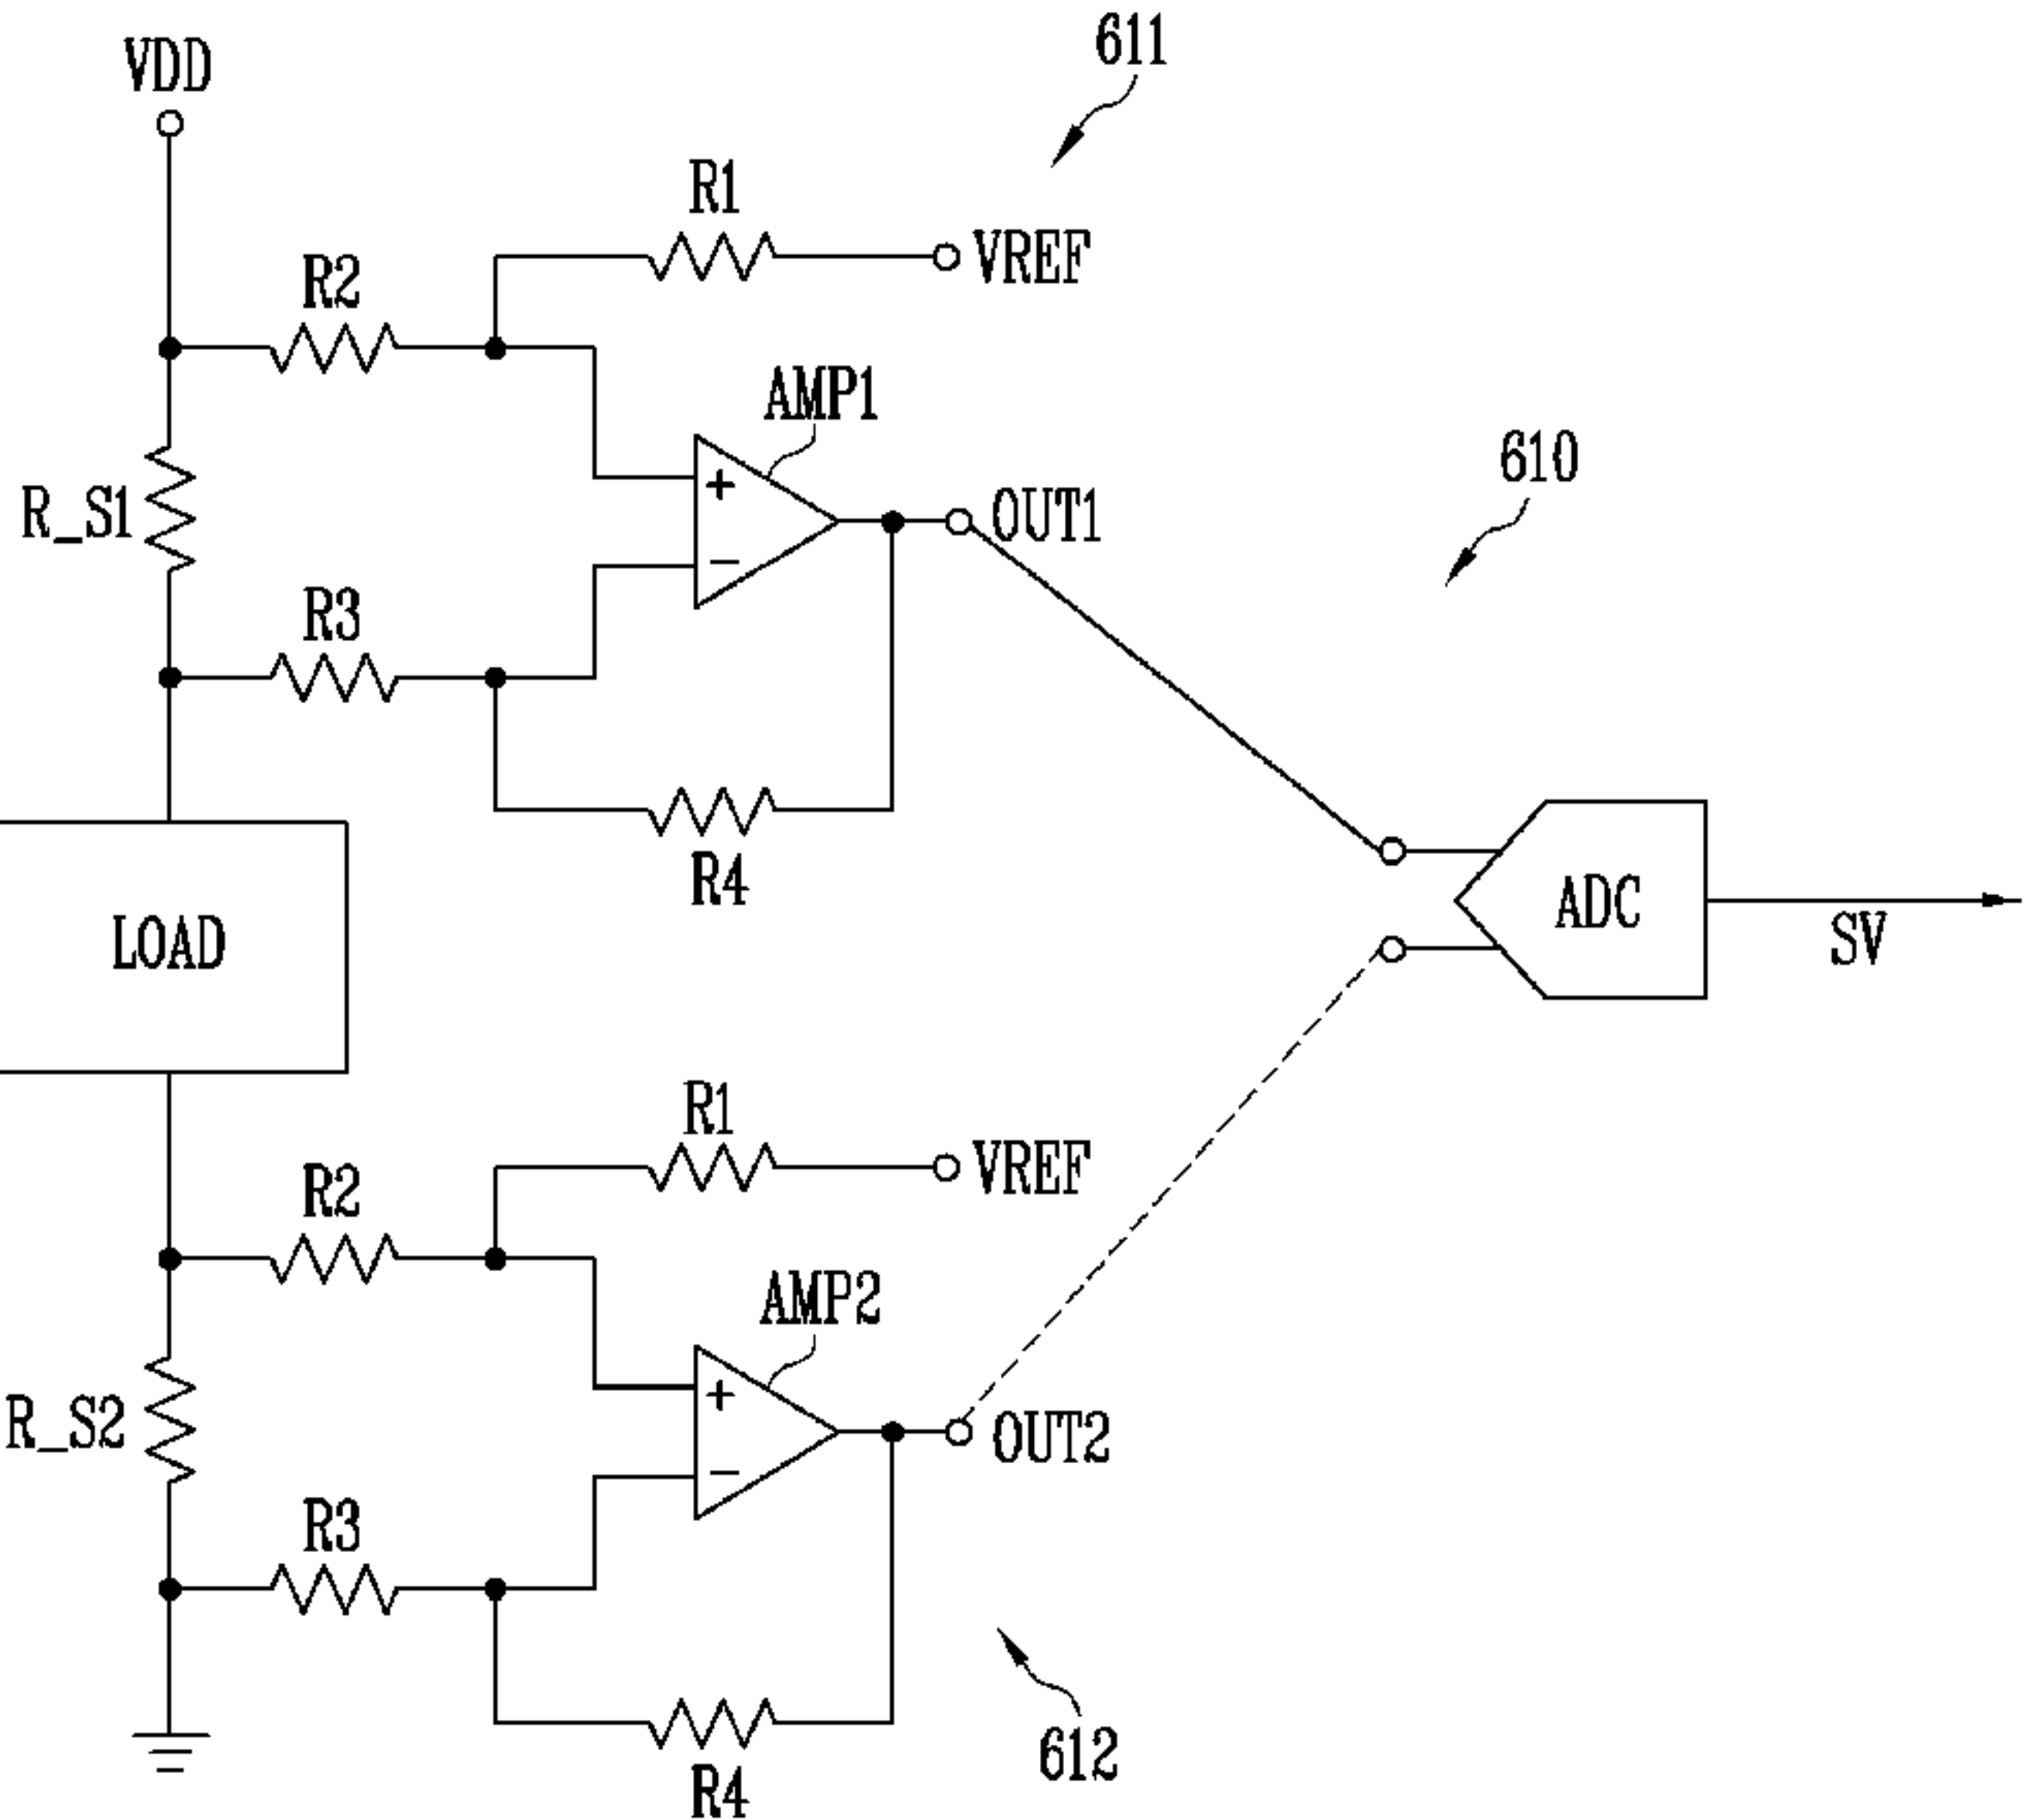 611
VDD
R1
VREF
R2
AMP1
+
610
R_S1
OUT1
−
R3
R4
ADC
LOAD
SV
R1
VREF
R2
AMP2
+
R_S2
OUT2
−
R3
612
R4